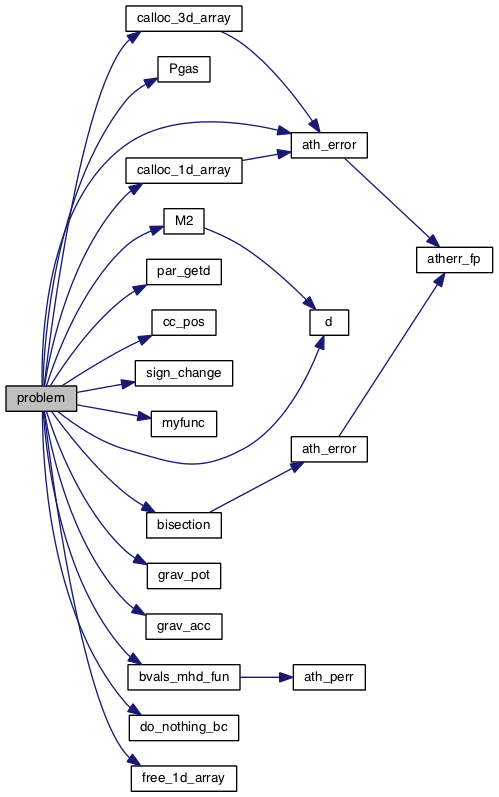 calloc_3d_array
Pgas
ath_error
calloc_1d_array
M2
atherr_fp
par_getd
cc_pos
d
sign_change
problem
myfunc
ath_error
bisection
grav_pot
grav_acc
bvals_mhd_fun
ath_perr
do_nothing_bc
free_1d_array